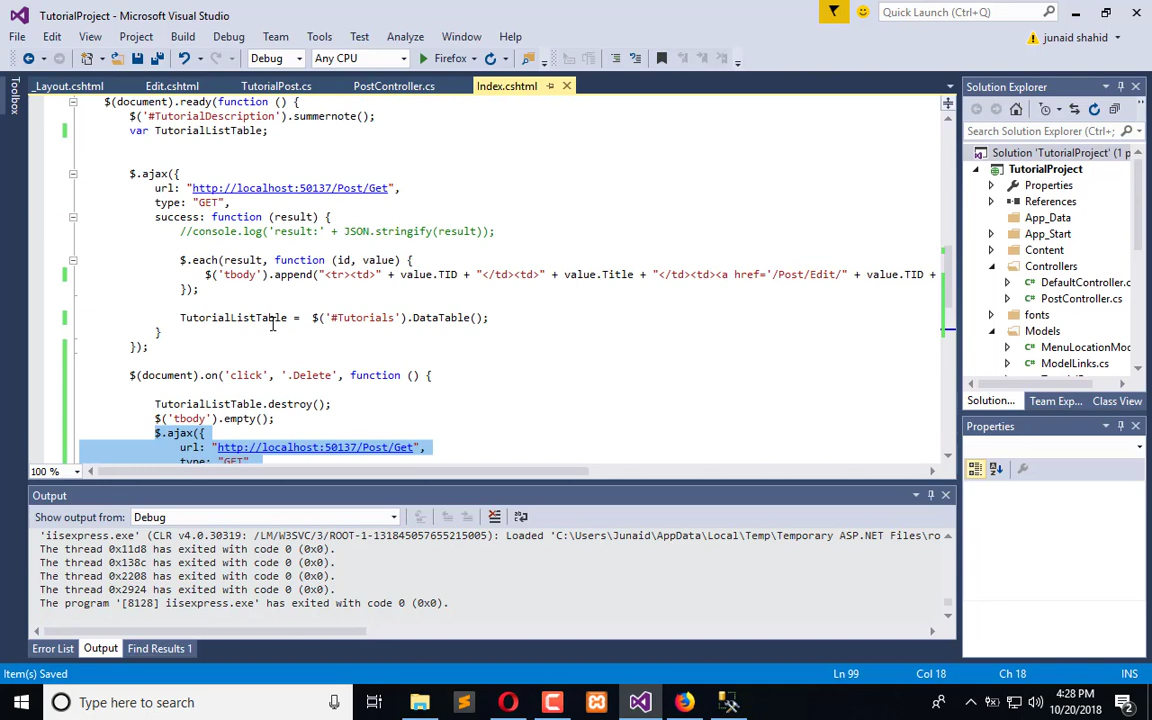 TutorialProject - Microsoft Visual Studio
Quick Launch (Ctrl+Q)
File Edit View Project Build Debug Team Tools Test Analyze Window Help
junaid shahid
Debug Any CPU Firefox
Toolbox
_Layout.cshtml Edit.cshtml TutorialPost.cs PostController.cs Index.cshtml
$(document).ready(function () {
$('#TutorialDescription').summernote();
var TutorialListTable;
$.ajax({
url: "http://localhost:50137/Post/Get",
type: "GET",
success: function (result) {
//console.log('result:' + JSON.stringify(result));
$.each(result, function (id, value) {
$('tbody').append("<tr><td>" + value.TID + "</td><td>" + value.Title + "</td><td><a href='/Post/Edit/" + value.TID +
});
TutorialListTable = $('#Tutorials').DataTable();
}
});
$(document).on('click', '.Delete', function () {
TutorialListTable.destroy();
$('tbody').empty();
$.ajax({
url: "http://localhost:50137/Post/Get",
type: "GET"
100 %
Solution Explorer
Search Solution Explorer (Ctrl+;)
Solution 'TutorialProject' (1 p
TutorialProject
Properties
References
App_Data
App_Start
Content
Controllers
DefaultController.c
PostController.cs
fonts
Models
MenuLocationMod
ModelLinks.cs
Solution... Team Exp... Class View
Properties
Output
Show output from: Debug
'iisexpress.exe' (CLR v4.0.30319: /LM/W3SVC/3/ROOT-1-131845057655215005): Loaded 'C:\Users\Junaid\AppData\Local\Temp\Temporary ASP.NET Files\ro
The thread 0x11d8 has exited with code 0 (0x0).
The thread 0x138c has exited with code 0 (0x0).
The thread 0x2208 has exited with code 0 (0x0).
The thread 0x2924 has exited with code 0 (0x0).
The program '[8128] iisexpress.exe' has exited with code 0 (0x0).
Error List Output Find Results 1
Item(s) Saved Ln 99 Col 18 Ch 18 INS
Type here to search
4:28 PM
10/20/2018
2